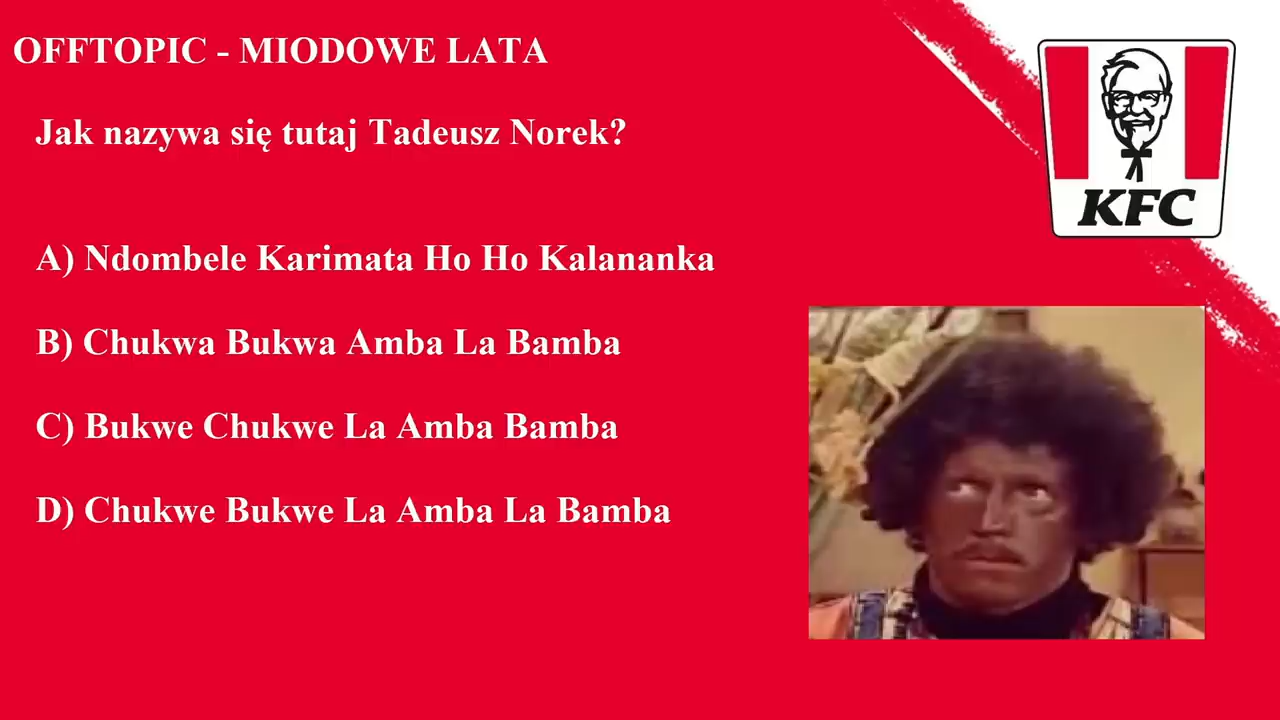 OFFTOPIC - MIODOWE LATA
Jak nazywa się tutaj Tadeusz Norek?
A) Ndombele Karimata Ho Ho Kalananka
B) Chukwa Bukwa Amba La Bamba
C) Bukwe Chukwe La Amba Bamba
D) Chukwe Bukwe La Amba La Bamba
KFC